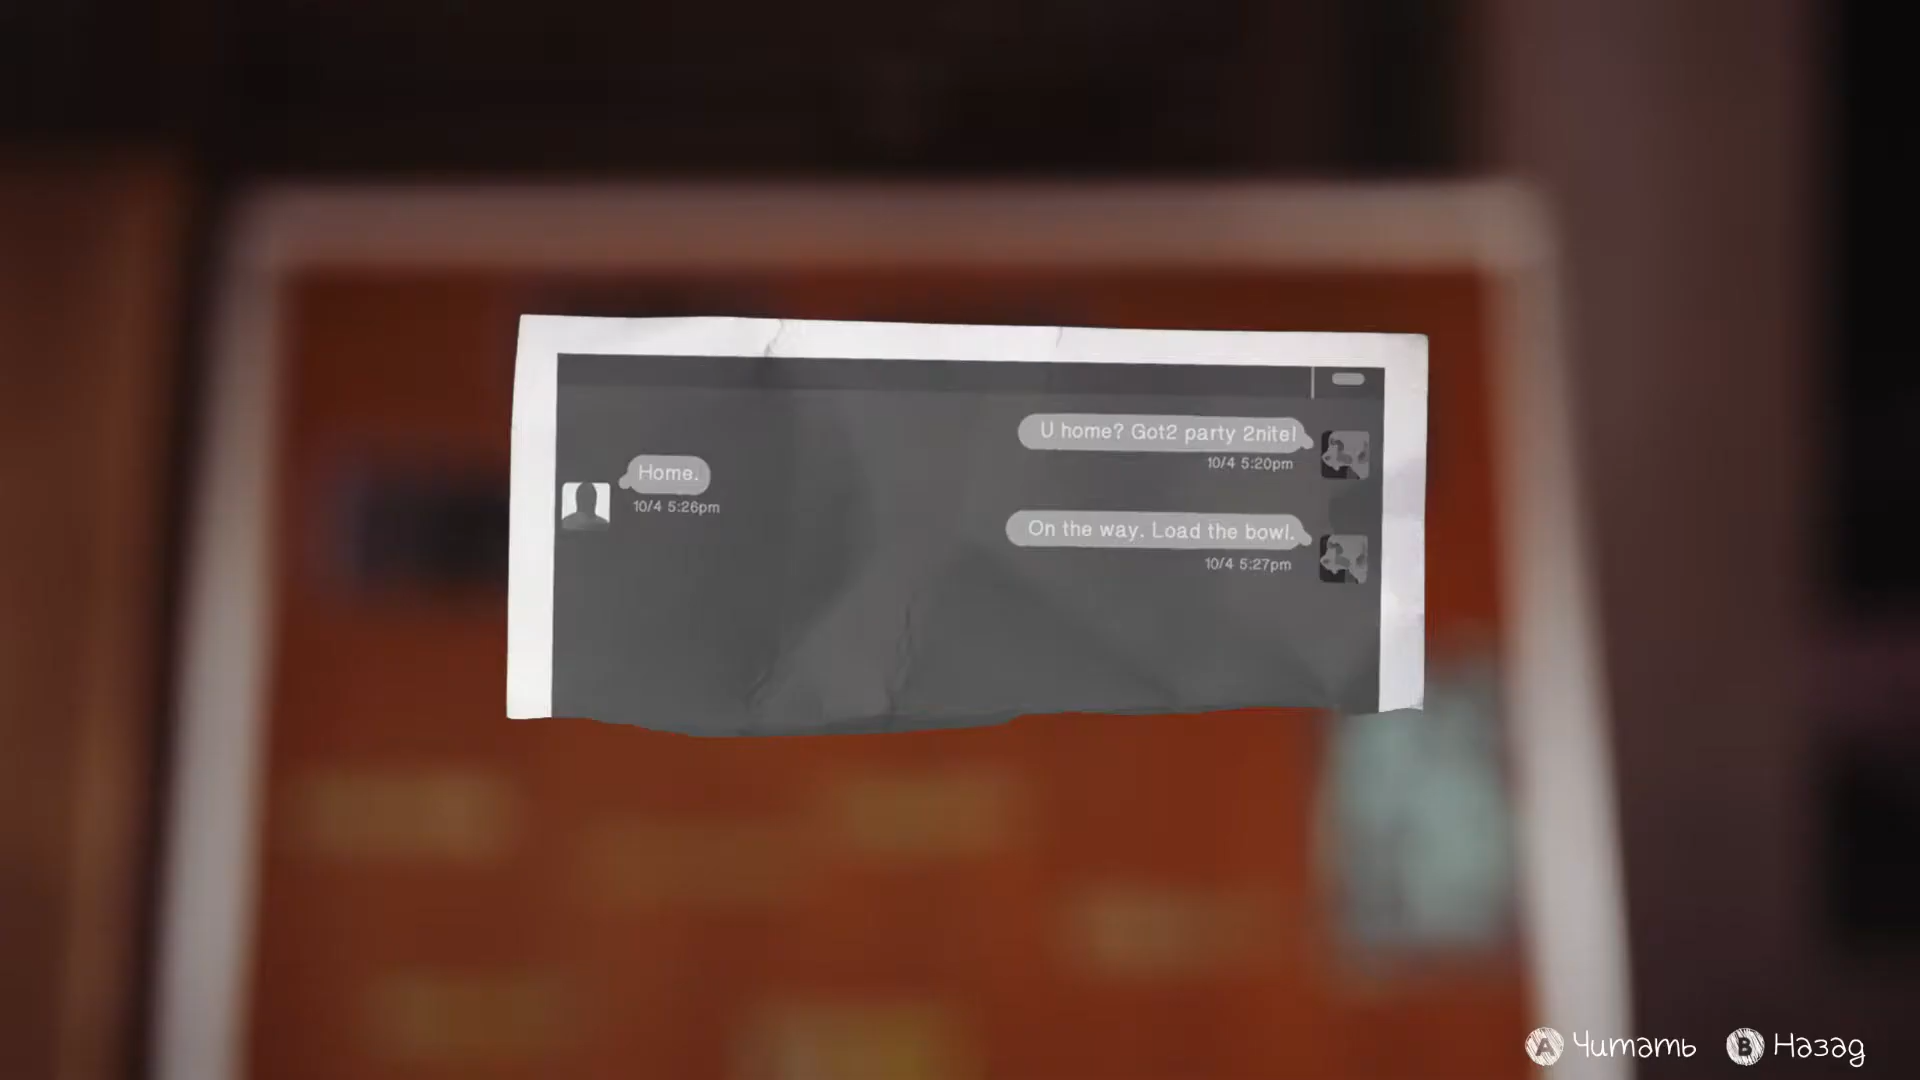 U home? Got2 party 2nite!
10/4 5:20pm
Home.
10/4 5:26pm
On the way. Load the bowl.
10/4 5:27pm
A Читать B Назад